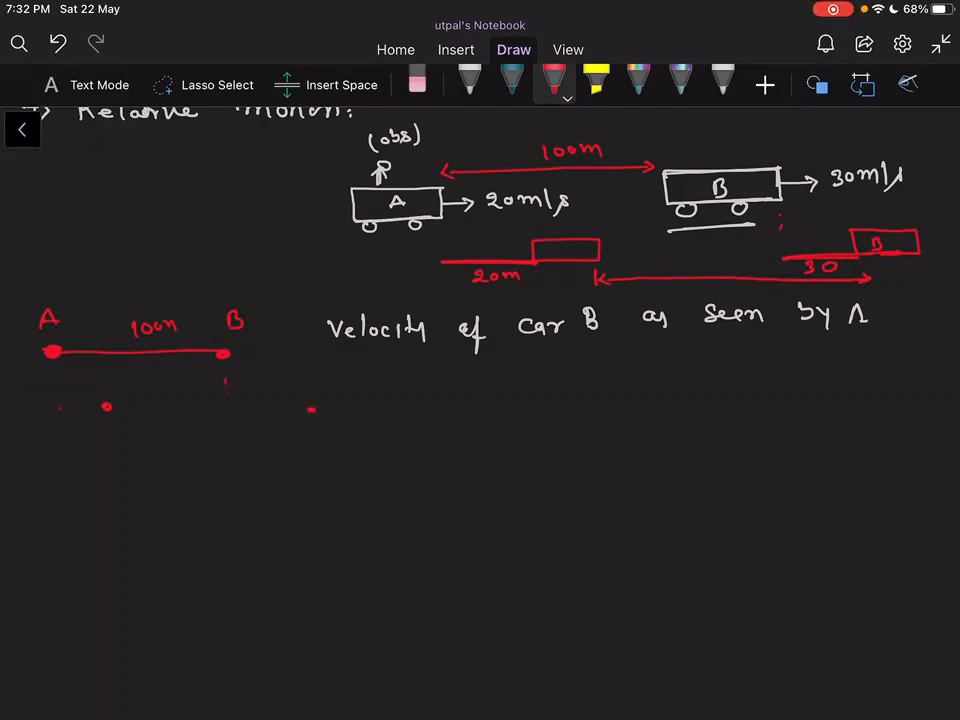 7:32 PM Sat 22 May
68%
utpal's Notebook
Home Insert Draw View
A Text Mode Lasso Select Insert Space
Relative motion:
(obs)
100m
A
20m/s
B
30m/s
20m
30
B
A 100m B
Velocity of car B as seen by A